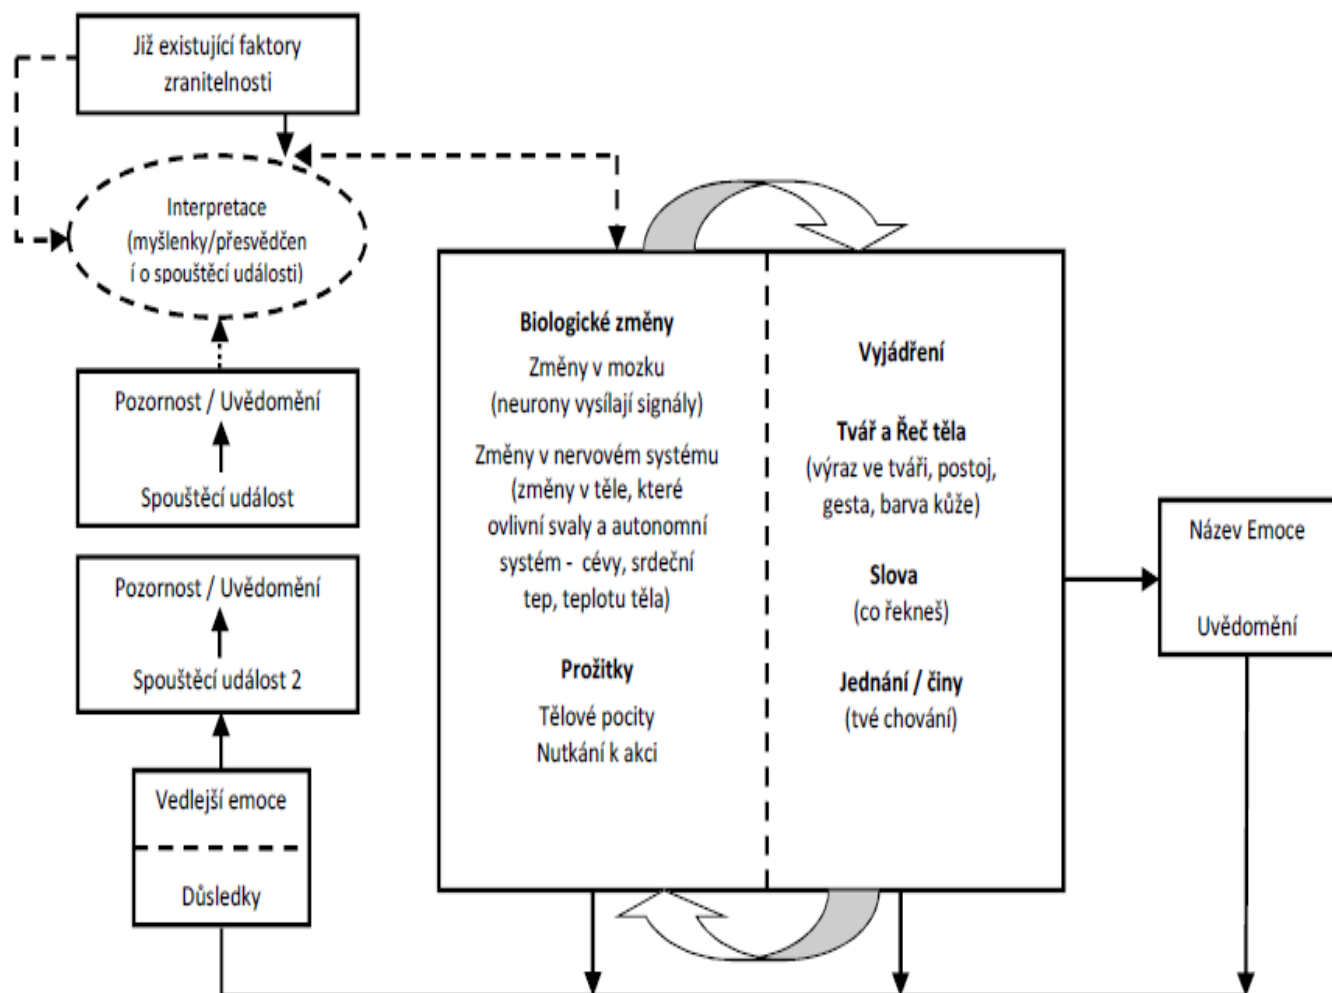 Již existující faktory
zranitelnosti
Interpretace
(myšlenky/přesvědčen
í o spouštěcí události)
Pozornost / Uvědomění
Spouštěcí událost
Pozornost / Uvědomění
Spouštěcí událost 2
Vedlejší emoce
Důsledky
Biologické změny
Změny v mozku
(neurony vysílají signály)
Změny v nervovém systému
(změny v těle, které
ovlivní svaly a autonomní
systém - cévy, srdeční
tep, teplotu těla)
Prožitky
Tělové pocity
Nutkání k akci
Vyjádření
Tvář a Řeč těla
(výraz ve tváři, postoj,
gesta, barva kůže)
Slova
(co řekneš)
Jednání / činy
(tvé chování)
Název Emoce
Uvědomění